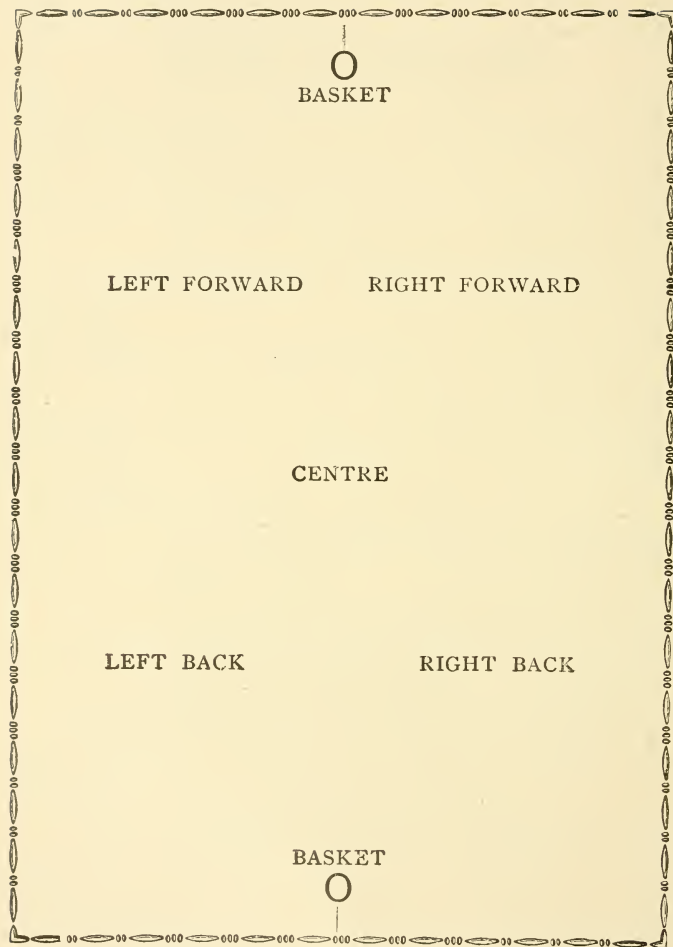 O
BASKET
LEFT FORWARD RIGHT FORWARD
CENTRE
LEFT BACK RIGHT BACK
BASKET
O